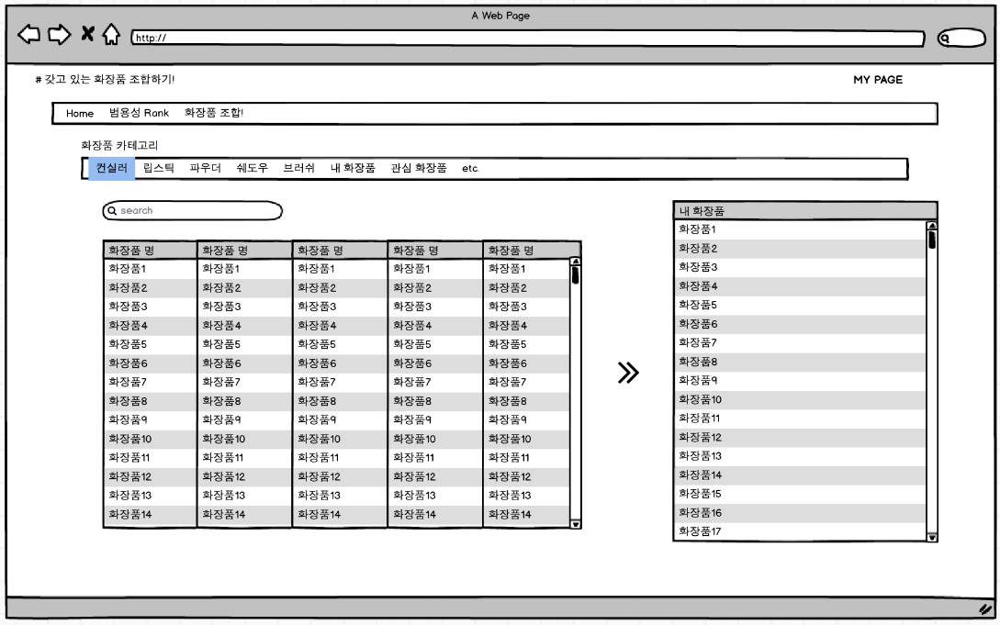 A Web Page
http://
# 갖고 있는 화장품 조합하기!
MY PAGE
Home 범용성 Rank 화장품 조합!
화장품 카테고리
컨실러 립스틱 파우더 쉐도우 브러쉬 내 화장품 관심 화장품 etc.
search
화장품 명 화장품 명 화장품 명 화장품 명 화장품 명
화장품1 화장품1 화장품1 화장품1 화장품1
화장품2 화장품2 화장품2 화장품2 화장품2
화장품3 화장품3 화장품3 화장품3 화장품3
화장품4 화장품4 화장품4 화장품4 화장품4
화장품5 화장품5 화장품5 화장품5 화장품5
화장품6 화장품6 화장품6 화장품6 화장품6
화장품7 화장품7 화장품7 화장품7 화장품7
화장품8 화장품8 화장품8 화장품8 화장품8
화장품9 화장품9 화장품9 화장품9 화장품9
화장품10 화장품10 화장품10 화장품10 화장품10
화장품11 화장품11 화장품11 화장품11 화장품11
화장품12 화장품12 화장품12 화장품12 화장품12
화장품13 화장품13 화장품13 화장품13 화장품13
화장품14 화장품14 화장품14 화장품14 화장품14
내 화장품
화장품1
화장품2
화장품3
화장품4
화장품5
화장품6
화장품7
화장품8
화장품9
화장품10
화장품11
화장품12
화장품13
화장품14
화장품15
화장품16
화장품17